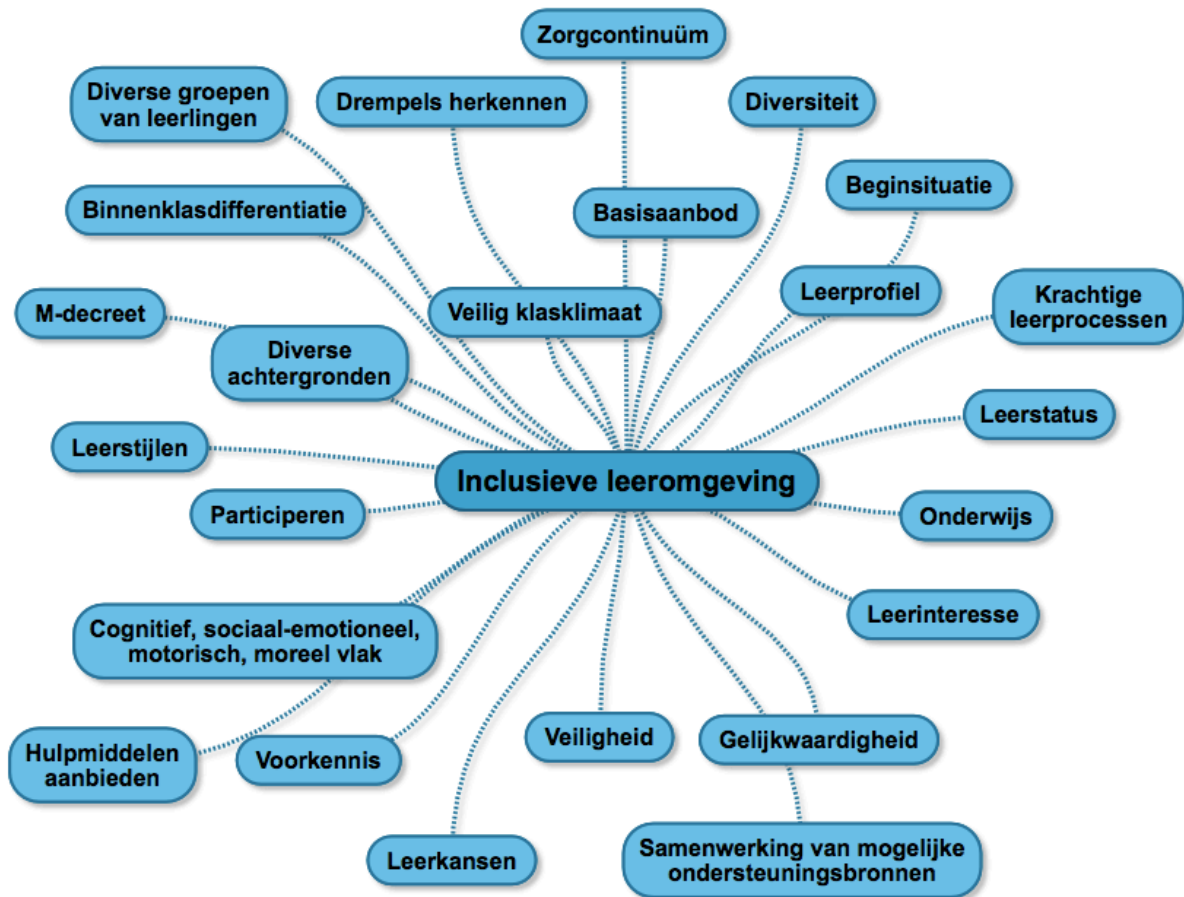 Zorgcontinuüm
Diverse groepen
van leerlingen
Drempels herkennen
Diversiteit
Beginsituatie
Binnenklasdifferentiatie
Basisaanbod
Leerprofiel
Krachtige
leerprocessen
M-decreet
Veilig klasklimaat
Diverse
achtergronden
Leerstatus
Leerstijlen
Inclusieve leeromgeving
Participeren
Onderwijs
Leerinteresse
Cognitief, sociaal-emotioneel,
motorisch, moreel vlak
Veiligheid
Gelijkwaardigheid
Hulpmiddelen
aanbieden
Voorkennis
Leerkansen
Samenwerking van mogelijke
ondersteuningsbronnen